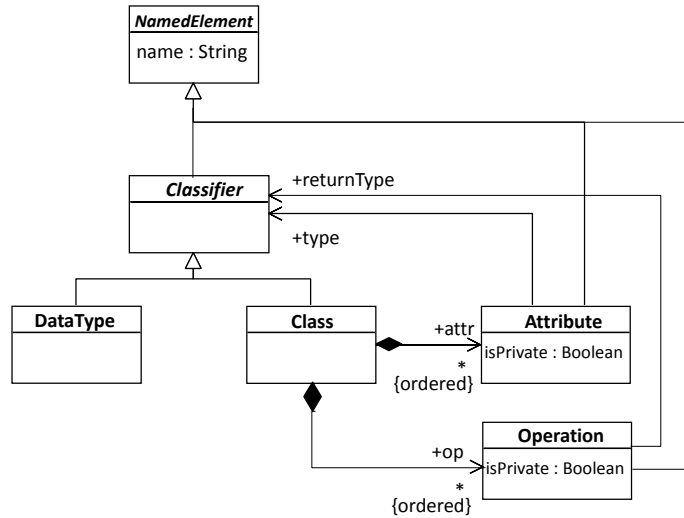 NamedElement
name : String
Classifier
+returnType
+type
DataType
Class
Attribute
+attr
isPrivate : Boolean
*
{ordered}
Operation
+op
isPrivate : Boolean
*
{ordered}